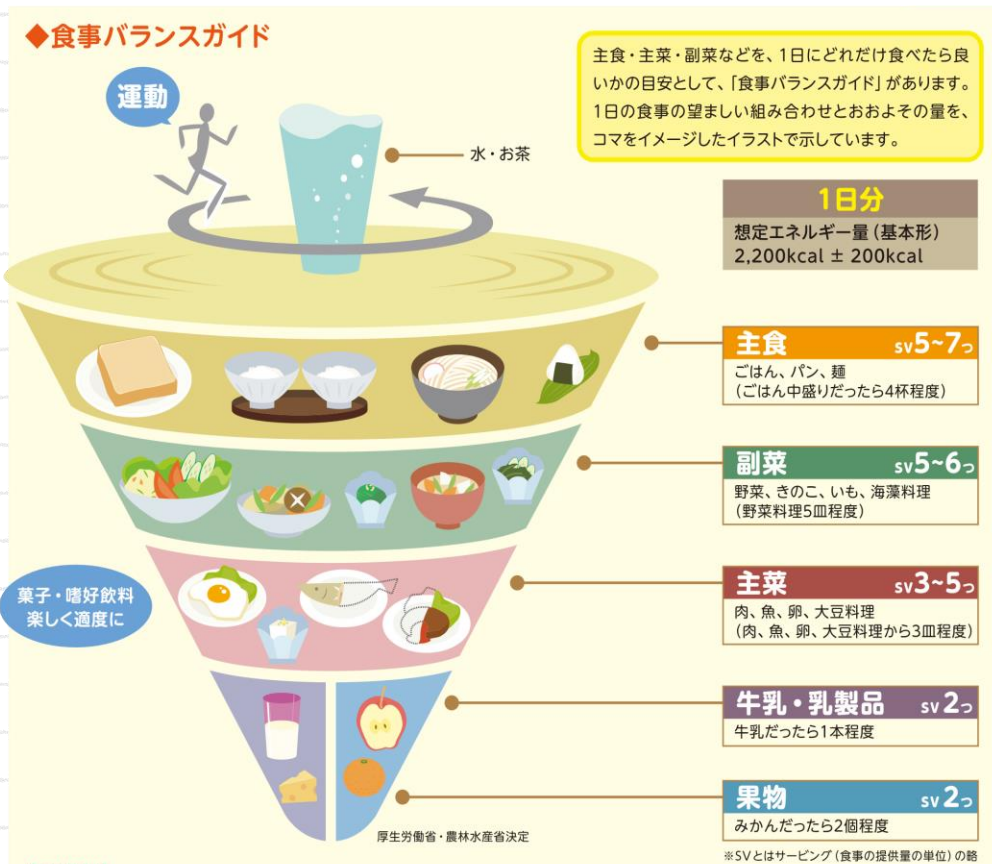 ◆食事バランスガイド
主食・主菜・副菜などを、1日にどれだけ食べたら良
いかの目安として、「食事バランスガイド」があります。
1日の食事の望ましい組み合わせとおおよその量を、
コマをイメージしたイラストで示しています。
運動
水・お茶
1日分
想定エネルギー量(基本形)
2,200kcal ± 200kcal
主食 SV5~7つ
ごはん、パン、麺
(ごはん中盛りだったら4杯程度)
副菜 SV5~6つ
野菜、きのこ、いも、海藻料理
(野菜料理5皿程度)
菓子・嗜好飲料
楽しく適度に
主菜 SV3~5つ
肉、魚、卵、大豆料理
(肉、魚、卵、大豆料理から3皿程度)
牛乳・乳製品 SV 2つ
牛乳だったら1本程度
果物 SV 2つ
みかんだったら2個程度
厚生労働省・農林水産省決定
※SVとはサービング(食事の提供量の単位)の略